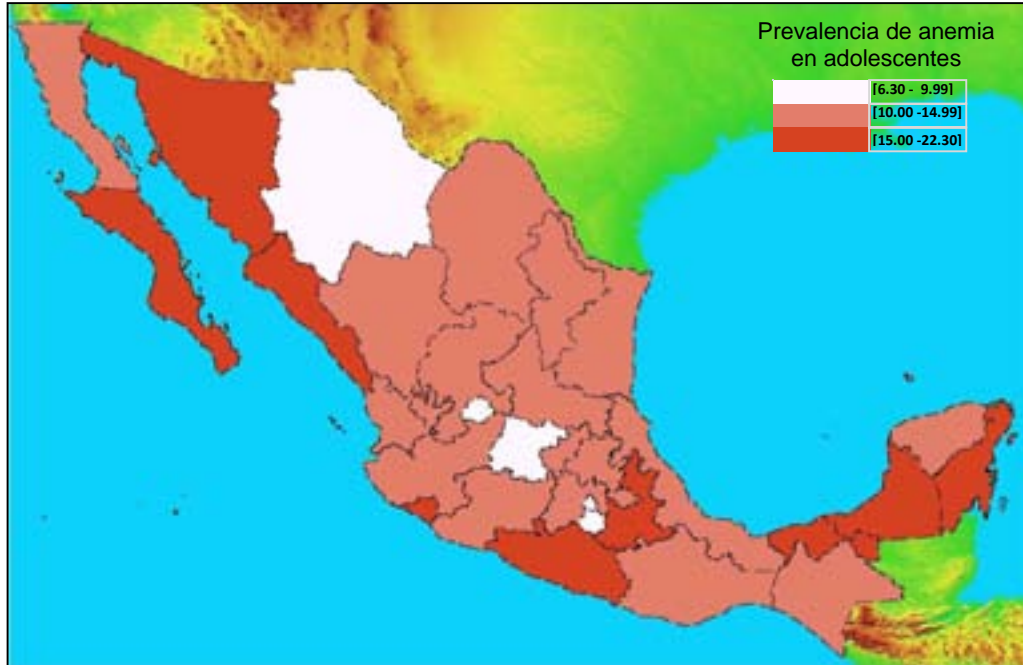 Prevalencia de anemia
en adolescentes
[6.30 - 9.99]
[10.00 -14.99]
[15.00 -22.30]